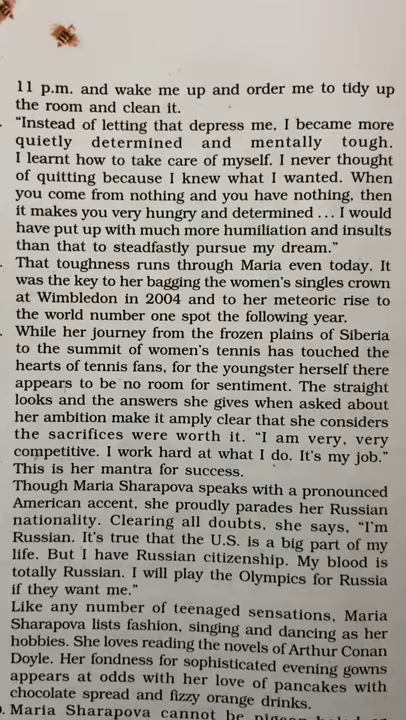 11 p.m. and wake me up and order me to tidy up
the room and clean it.
"Instead of letting that depress me, I became more
quietly determined and mentally tough.
I learnt how to take care of myself. I never thought
of quitting because I knew what I wanted. When
you come from nothing and you have nothing, then
it makes you very hungry and determined ... I would
have put up with much more humiliation and insults
than that to steadfastly pursue my dream."
That toughness runs through Maria even today. It
was the key to her bagging the women's singles crown
at Wimbledon in 2004 and to her meteoric rise to
the world number one spot the following year.
While her journey from the frozen plains of Siberia
to the summit of women's tennis has touched the
hearts of tennis fans, for the youngster herself there
appears to be no room for sentiment. The straight
looks and the answers she gives when asked about
her ambition make it amply clear that she considers
the sacrifices were worth it. "I am very, very
competitive. I work hard at what I do. It's my job."
This is her mantra for success.
Though Maria Sharapova speaks with a pronounced
American accent, she proudly parades her Russian
nationality. Clearing all doubts, she says, "I'm
Russian. It's true that the U.S. is a big part of my
life. But I have Russian citizenship. My blood is
totally Russian. I will play the Olympics for Russia
if they want me."
Like any number of teenaged sensations, Maria
Sharapova lists fashion, singing and dancing as her
hobbies. She loves reading the novels of Arthur Conan
Doyle. Her fondness for sophisticated evening gowns
appears at odds with her love of pancakes with
chocolate spread and fizzy orange drinks.
Maria Sharapova cannot be